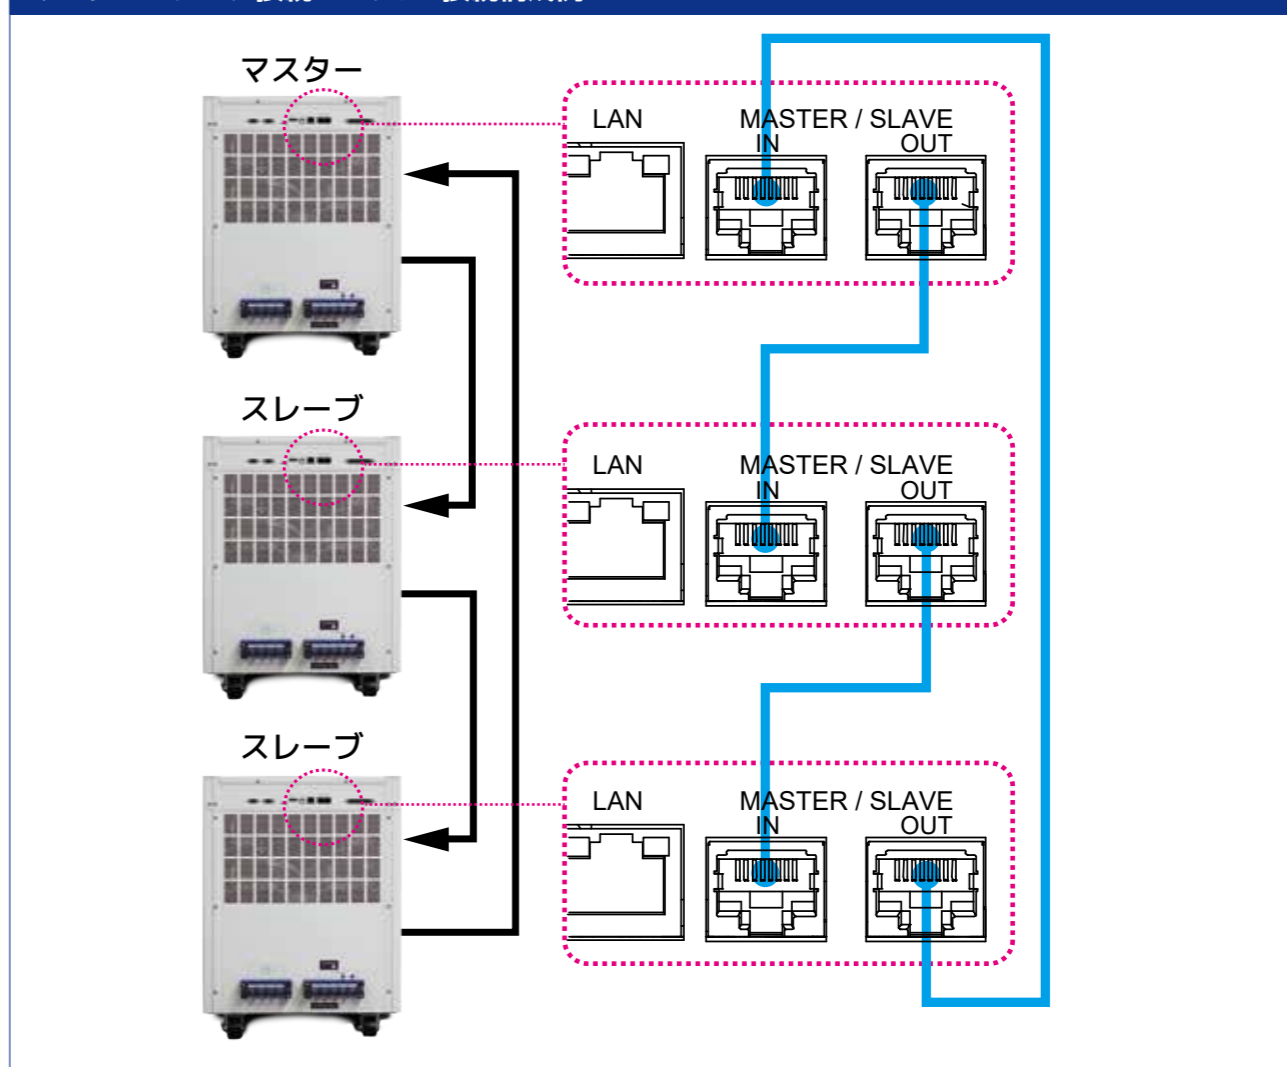 マスター
LAN
MASTER / SLAVE
IN
OUT
スレーブ
LAN
MASTER / SLAVE
IN
OUT
スレーブ
LAN
MASTER / SLAVE
IN
OUT